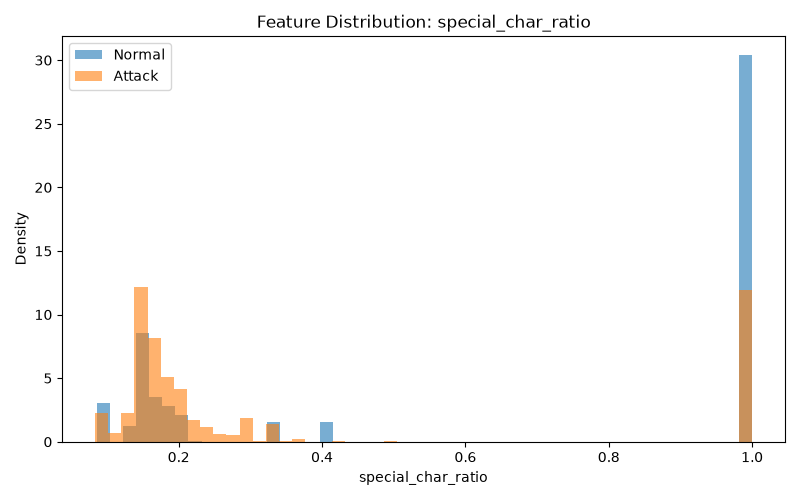 Feature Distribution: special_char_ratio
Normal
Attack
Density
30
25
20
15
10
5
0
0.2 0.4 0.6 0.8 1.0
special_char_ratio